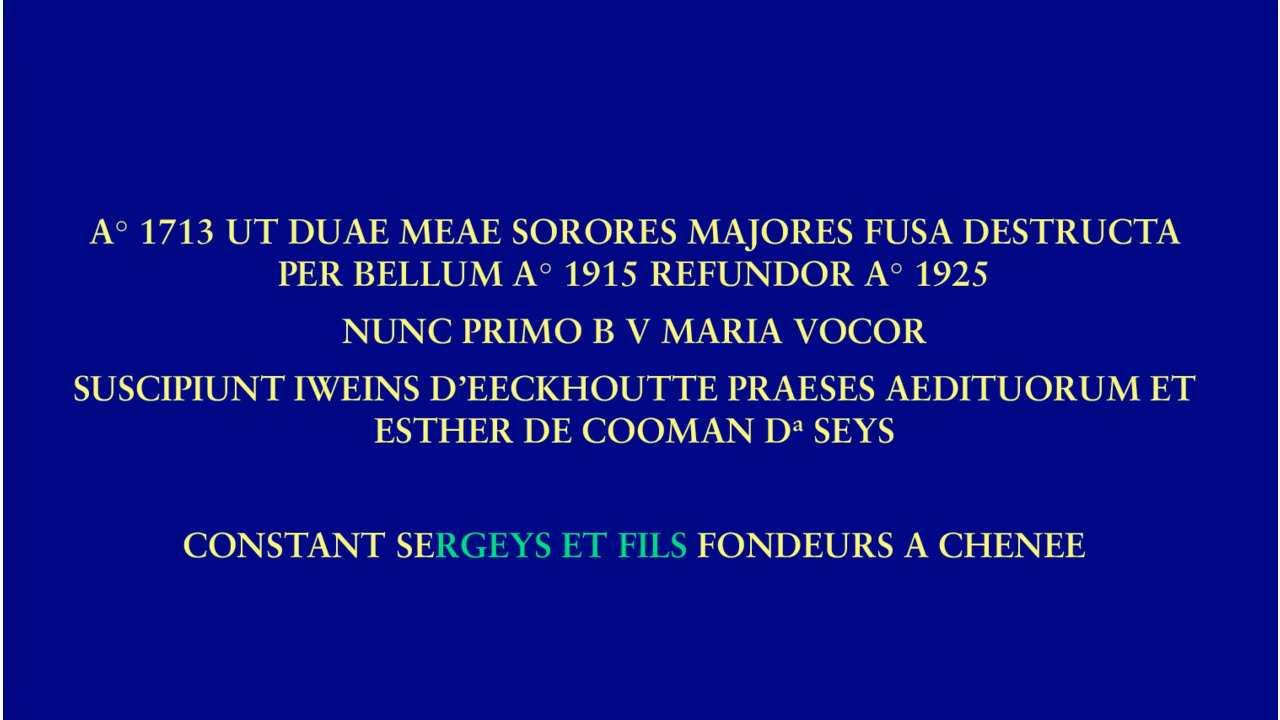 A° 1713 UT DUAE MEAE SORORES MAJORES FUSA DESTRUCTA
PER BELLUM A° 1915 REFUNDOR A° 1925
NUNC PRIMO B V MARIA VOCOR
SUSCIPIUNT IWEINS D’EECKHOUTTE PRAESES AEDITUORUM ET
ESTHER DE COOMAN Dª SEYS
CONSTANT SERGEYS ET FILS FONDEURS A CHENEE